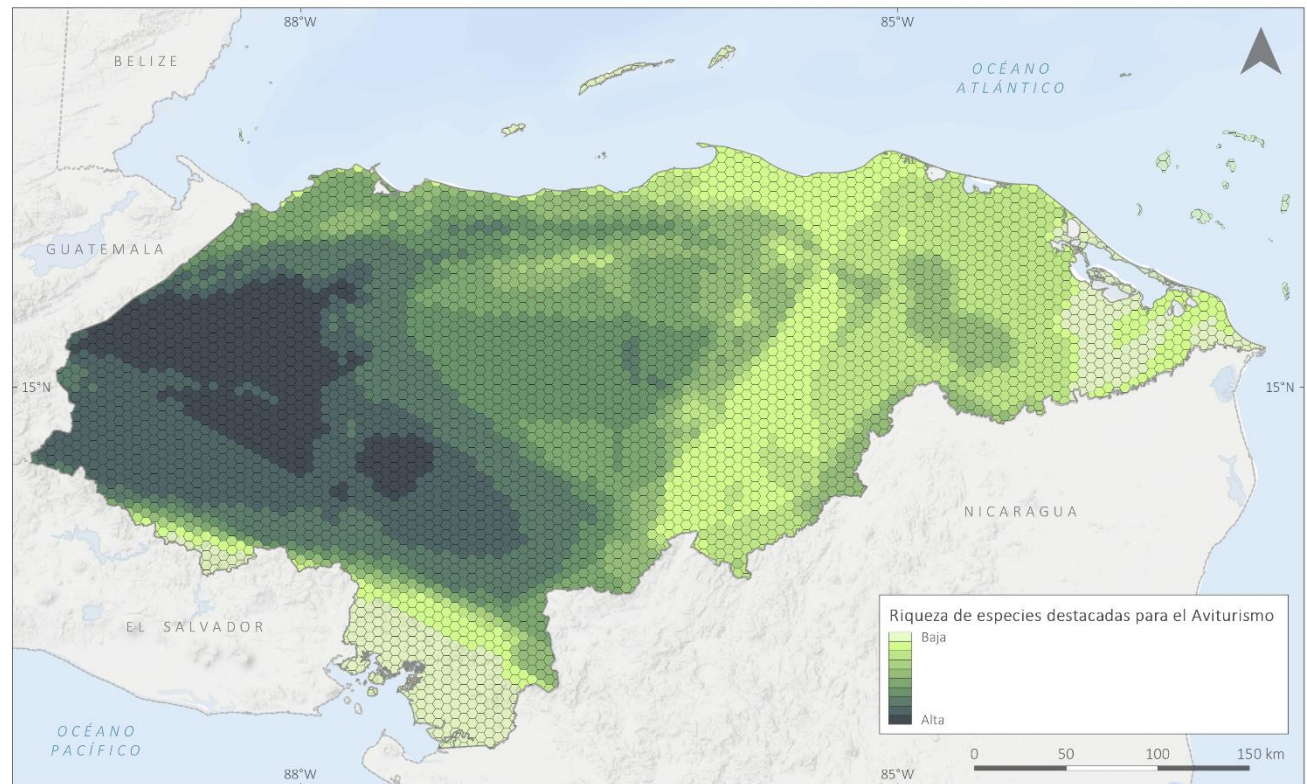 88°W
85°W
BELIZE
OCÉANO
ATLÁNTICO
GUATEMALA
15°N
15°N
NICARAGUA
EL SALVADOR
Riqueza de especies destacadas para el Aviturismo
Baja
Alta
OCÉANO
PACÍFICO
0 50 100 150 km
88°W
85°W